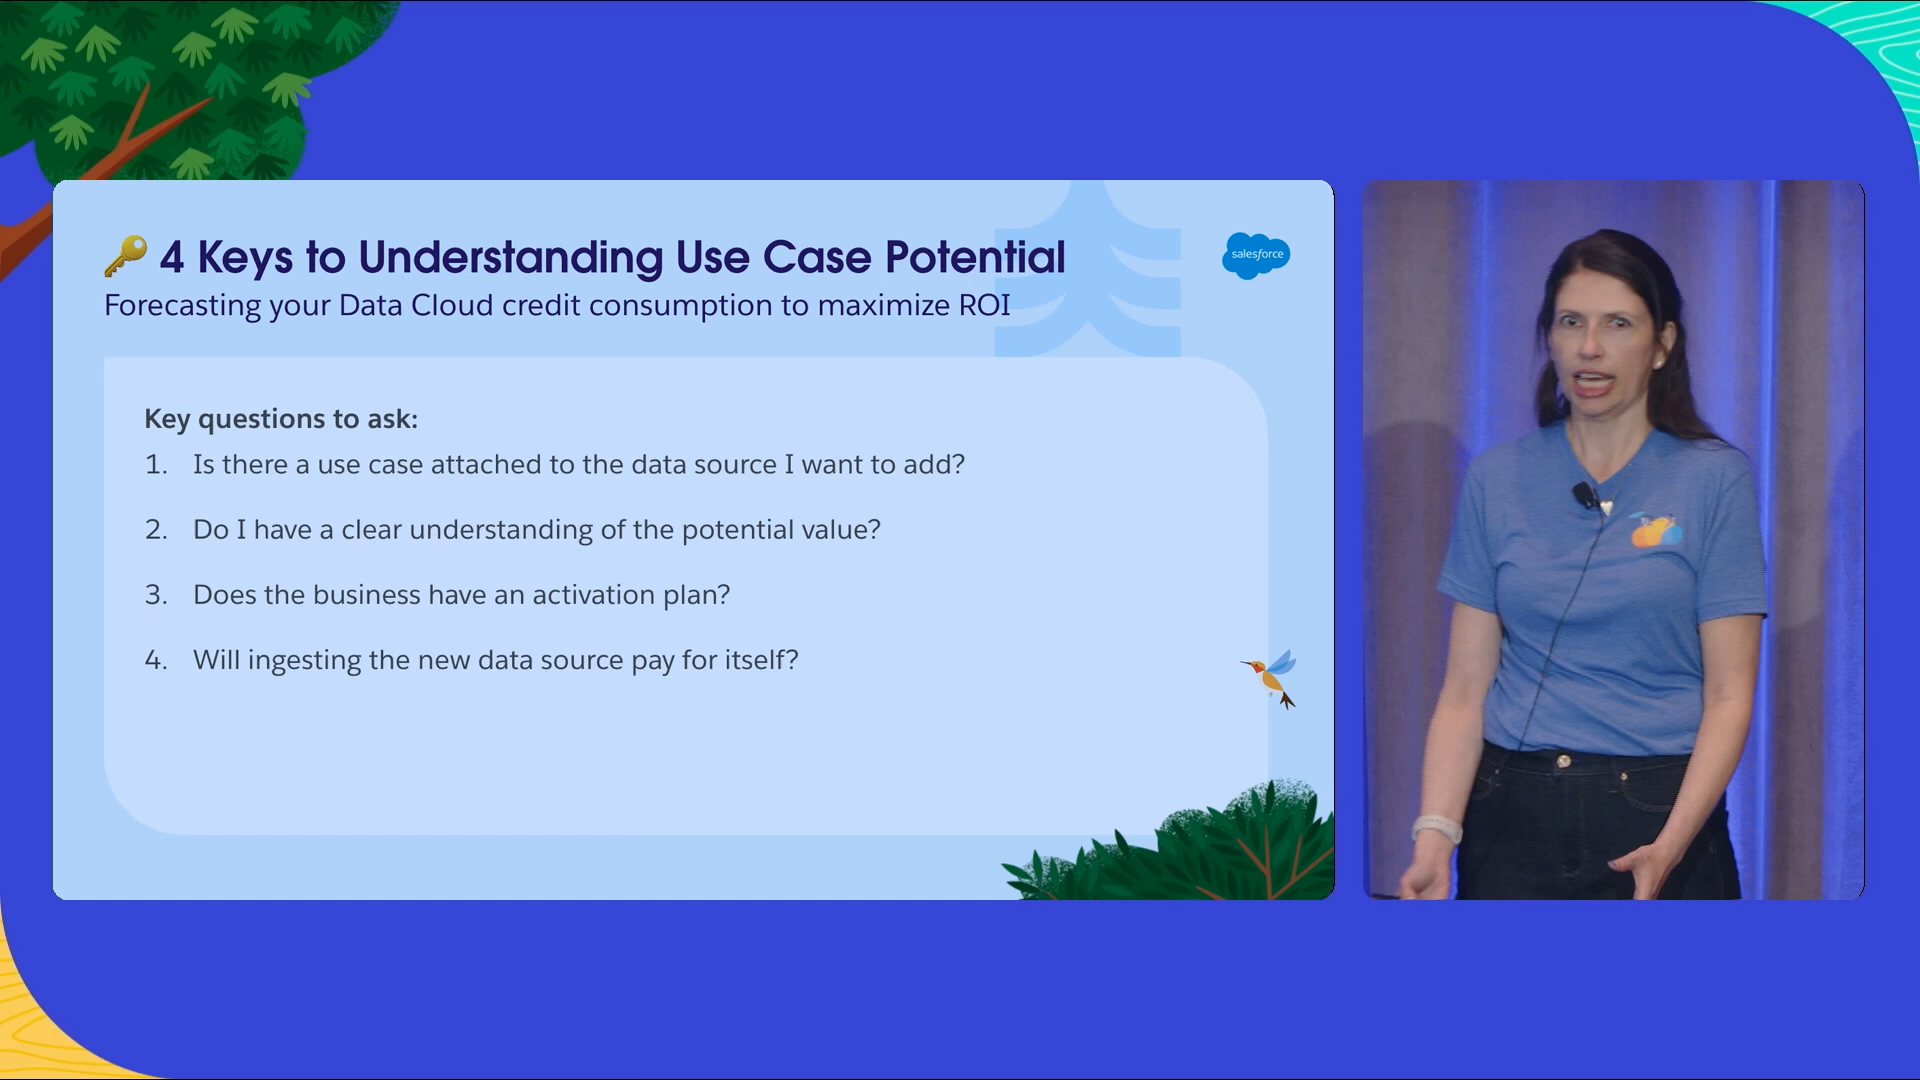 🔑 4 Keys to Understanding Use Case Potential
salesforce
Forecasting your Data Cloud credit consumption to maximize ROI
Key questions to ask:
1. Is there a use case attached to the data source I want to add?
2. Do I have a clear understanding of the potential value?
3. Does the business have an activation plan?
4. Will ingesting the new data source pay for itself?